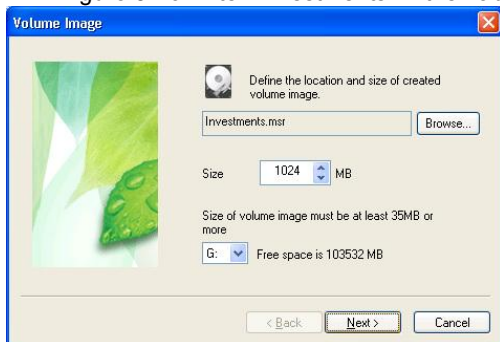 Volume Image
Define the location and size of created
volume image.
Investments.msr
Browse...
Size 1024 MB
Size of volume image must be at least 35MB or
more
G: Free space is 103532 MB
< Back Next > Cancel